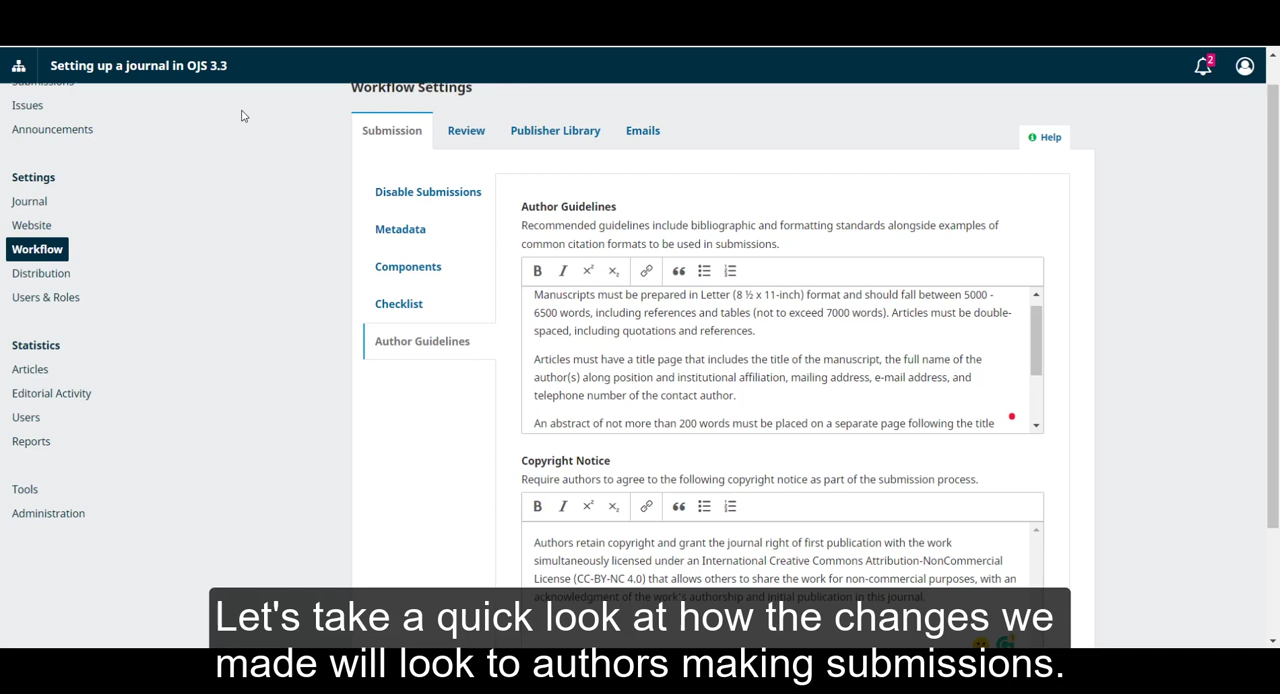 Setting up a journal in OJS 3.3
2
Submissions
Issues
Announcements
Settings
Journal
Website
Workflow
Distribution
Users & Roles
Statistics
Articles
Editorial Activity
Users
Reports
Tools
Administration
Workflow Settings
Submission
Review
Publisher Library
Emails
Help
Disable Submissions
Metadata
Components
Checklist
Author Guidelines
Author Guidelines
Recommended guidelines include bibliographic and formatting standards alongside examples of
common citation formats to be used in submissions.
B I x² x₂
Manuscripts must be prepared in Letter (8 ½ x 11-inch) format and should fall between 5000 -
6500 words, including references and tables (not to exceed 7000 words). Articles must be double-
spaced, including quotations and references.
Articles must have a title page that includes the title of the manuscript, the full name of the
author(s) along position and institutional affiliation, mailing address, e-mail address, and
telephone number of the contact author.
An abstract of not more than 200 words must be placed on a separate page following the title
Copyright Notice
Require authors to agree to the following copyright notice as part of the submission process.
B I x² x₂
Authors retain copyright and grant the journal right of first publication with the work
simultaneously licensed under an International Creative Commons Attribution-NonCommercial
License (CC-BY-NC 4.0) that allows others to share the work for non-commercial purposes, with an
acknowledgment of the work's authorship and initial publication in this journal.
Let's take a quick look at how the changes we
made will look to authors making submissions.